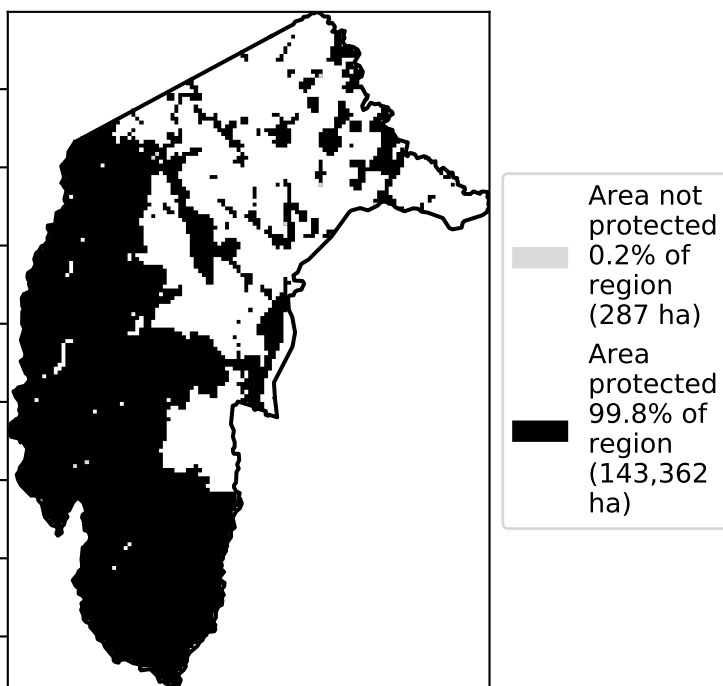 Area not
protected
0.2% of
region
(287 ha)
Area
protected
99.8% of
region
(143,362
ha)